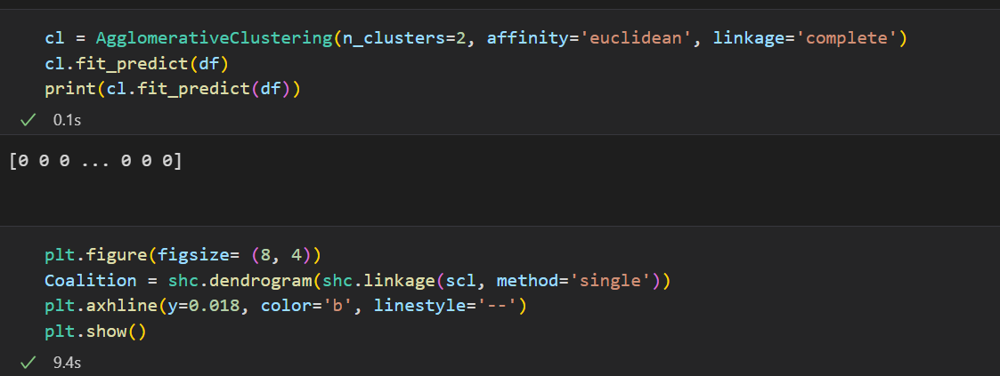 cl = AgglomerativeClustering(n_clusters=2, affinity='euclidean', linkage='complete')
cl.fit_predict(df)
print(cl.fit_predict(df))
0.1s
[0 0 0 ... 0 0 0]
plt.figure(figsize= (8, 4))
Coalition = shc.dendrogram(shc.linkage(scl, method='single'))
plt.axhline(y=0.018, color='b', linestyle='--')
plt.show()
9.4s